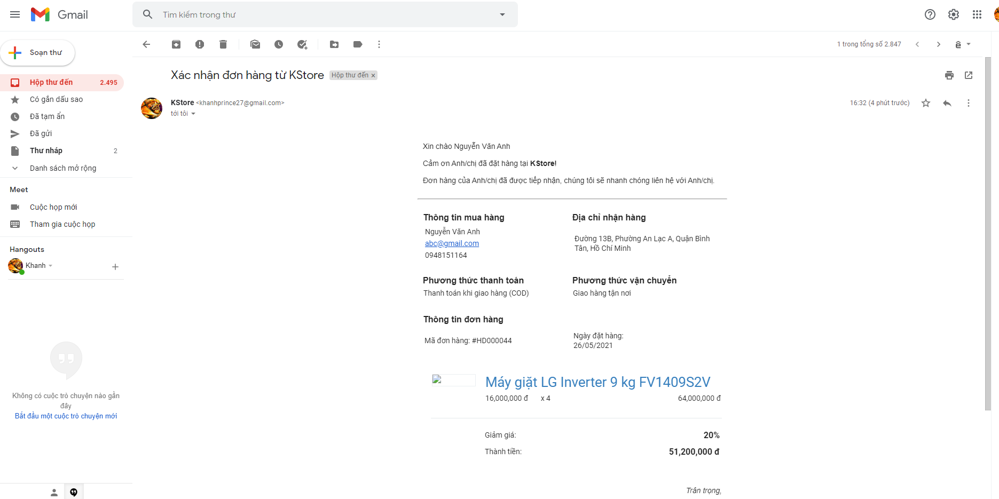 Gmail
Tìm kiếm trong thư
Soạn thư
1 trong tổng số 2.847
ê
Hộp thư đến 2.495
Có gắn dấu sao
Đã tạm ẩn
Đã gửi
Thư nháp 2
Danh sách mở rộng
Meet
Cuộc họp mới
Tham gia cuộc họp
Hangouts
Khanh
Không có cuộc trò chuyện nào gần
đây
Bắt đầu một cuộc trò chuyện mới
Xác nhận đơn hàng từ KStore Hộp thư đến x
KStore <khanhprince27@gmail.com>
16:32 (4 phút trước)
tới tôi
Xin chào Nguyễn Văn Anh
Cảm ơn Anh/chị đã đặt hàng tại KStore!
Đơn hàng của Anh/chị đã được tiếp nhận, chúng tôi sẽ nhanh chóng liên hệ với Anh/chị.
Thông tin mua hàng
Nguyễn Văn Anh
abc@gmail.com
0948151164
Địa chỉ nhận hàng
Đường 13B, Phường An Lạc A, Quận Bình
Tân, Hồ Chí Minh
Phương thức thanh toán
Thanh toán khi giao hàng (COD)
Phương thức vận chuyển
Giao hàng tận nơi
Thông tin đơn hàng
Mã đơn hàng: #HD000044
Ngày đặt hàng:
26/05/2021
Máy giặt LG Inverter 9 kg FV1409S2V
16,000,000 đ x 4 64,000,000 đ
Giảm giá: 20%
Thành tiền: 51,200,000 đ
Trân trọng,